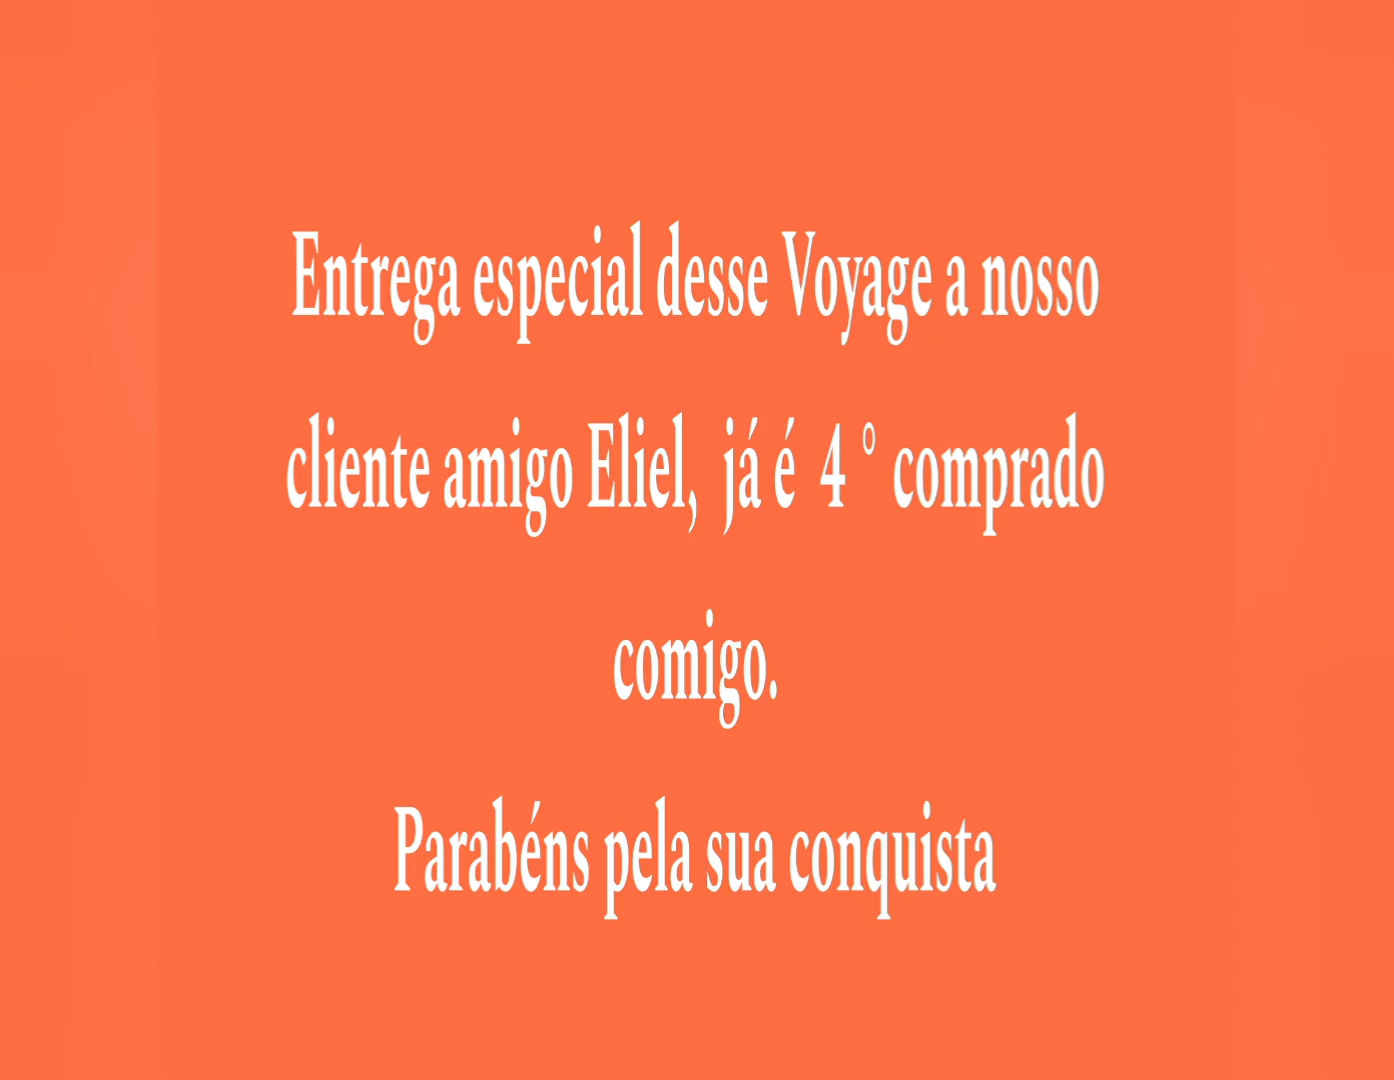 Entrega especial desse Voyage a nosso
cliente amigo Eliel, já é 4 ° comprado
comigo.
Parabéns pela sua conquista